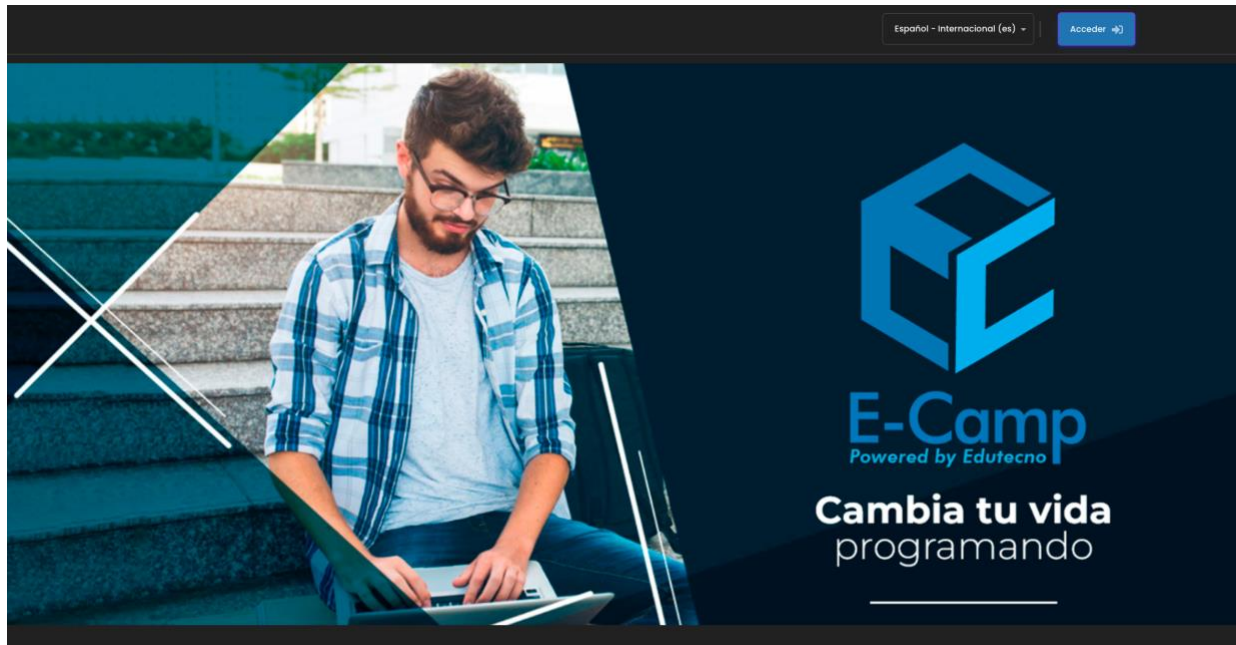 Español - Internacional (es)
Acceder
E-Camp
Powered by Edutecno
Cambia tu vida
programando